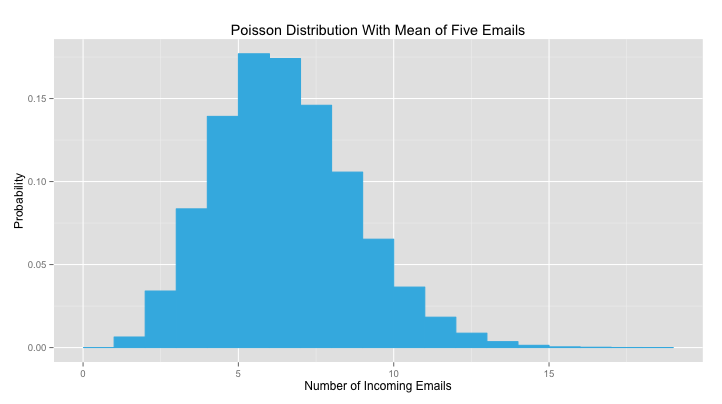 Poisson Distribution With Mean of Five Emails
0.15
0.10
0.05
0.00
Probability
0 5 10 15
Number of Incoming Emails